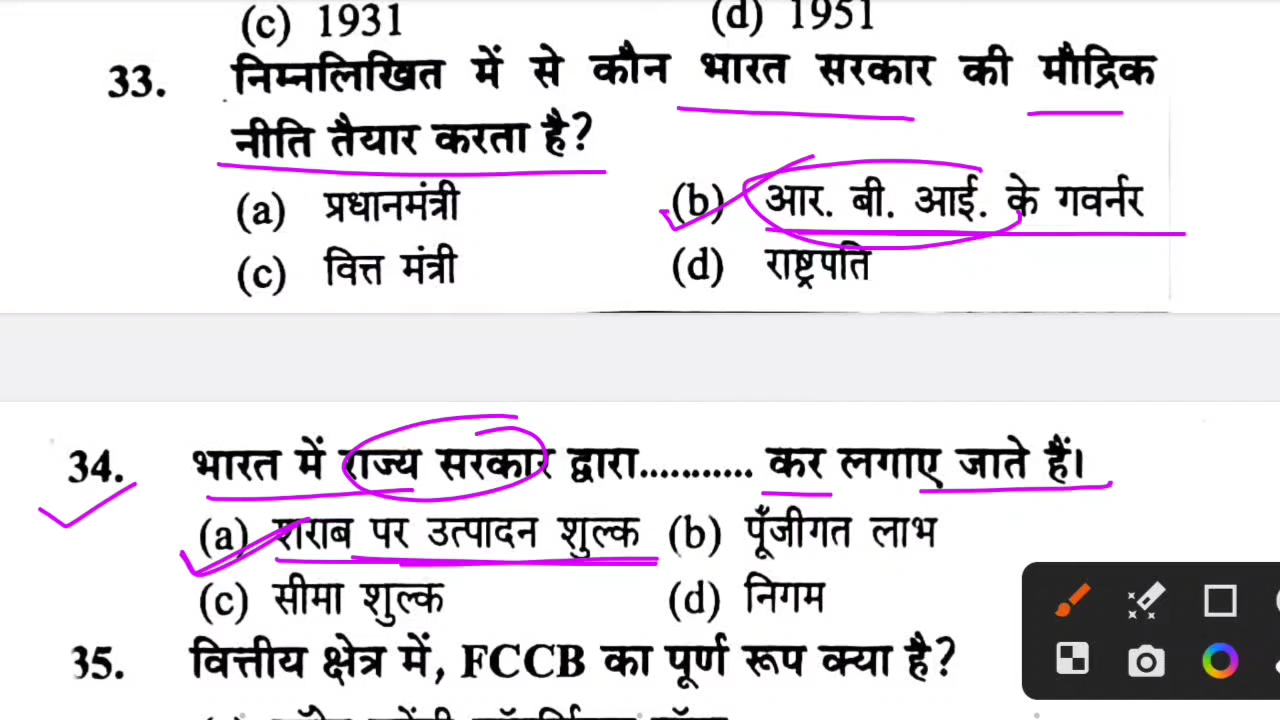 (c) 1931 (d) 1951
33. निम्नलिखित में से कौन भारत सरकार की मौद्रिक
नीति तैयार करता है?
(a) प्रधानमंत्री (b) आर. बी. आई. के गवर्नर
(c) वित्त मंत्री (d) राष्ट्रपति
34. भारत में राज्य सरकार द्वारा........... कर लगाए जाते हैं।
(a) शराब पर उत्पादन शुल्क (b) पूँजीगत लाभ
(c) सीमा शुल्क (d) निगम
35. वित्तीय क्षेत्र में, FCCB का पूर्ण रूप क्या है?